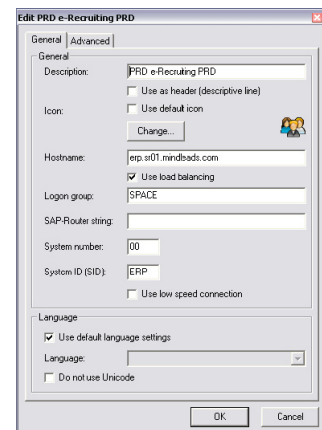 Edit PRD e-Recruiting PRD
General Advanced
General
Description: PRD e-Recruiting PRD
Use as header (descriptive line)
Icon: Use default icon
Change...
Hostname: erp.sr01.mindleads.com
Use load balancing
Logon group: SPACE
SAP-Router string:
System number: 00
System ID (SID): ERP
Use low speed connection
Language
Use default language settings
Language:
Do not use Unicode
OK Cancel